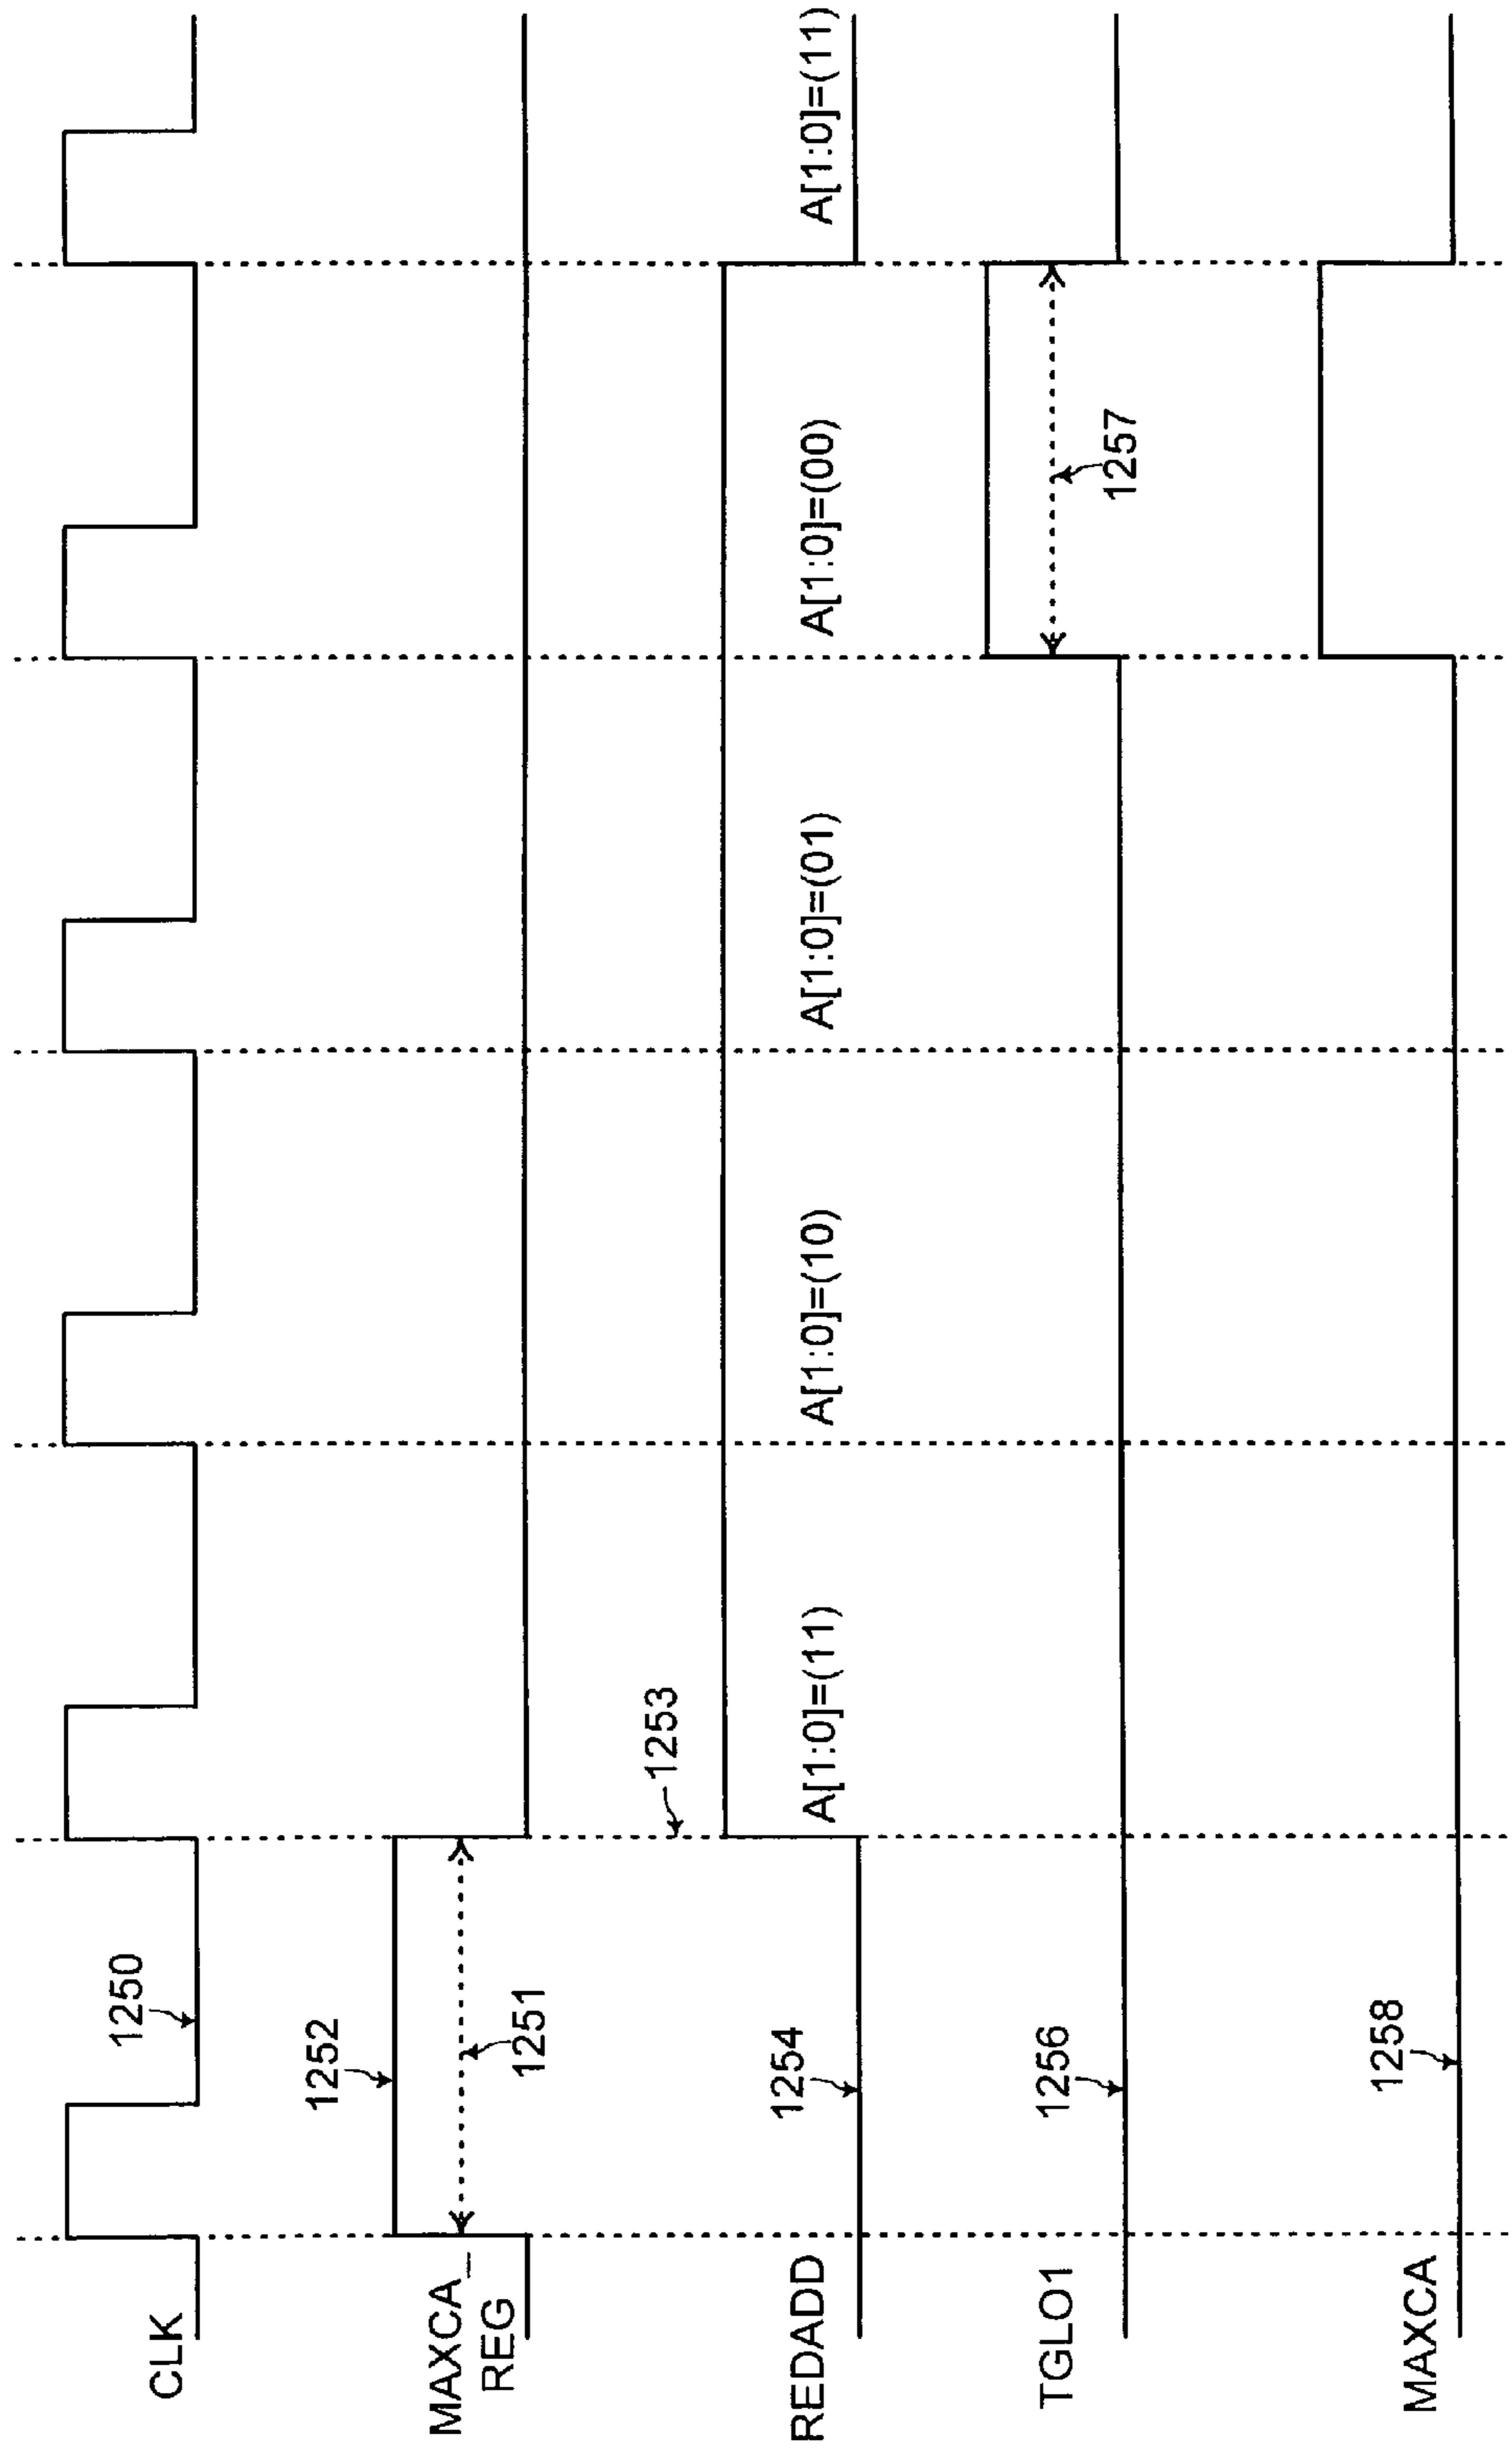 CLK
1250
MAXCA_
REG
1252
1251
1253
REDADD
1254
A[1:0]=(11)
A[1:0]=(10)
A[1:0]=(01)
A[1:0]=(00)
A[1:0]=(11)
TGLO1
1256
1257
MAXCA
1258